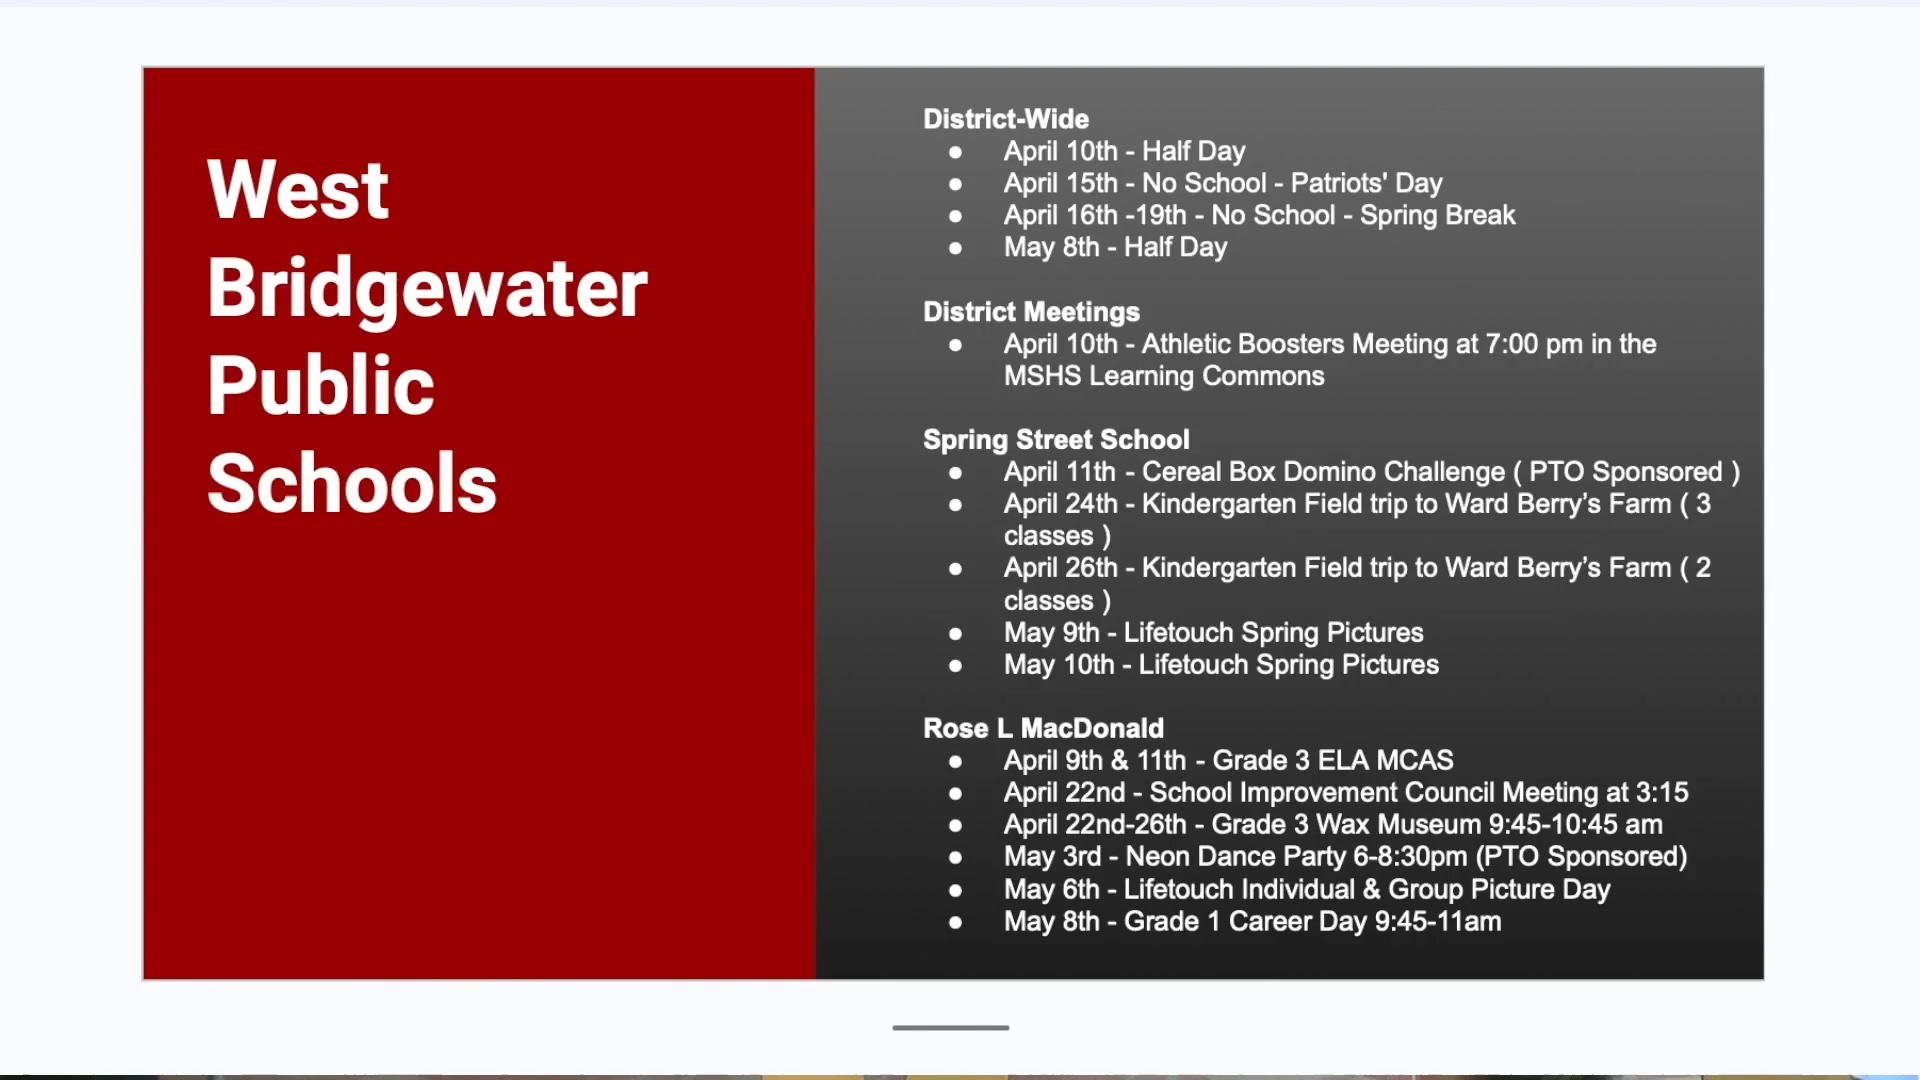 West
Bridgewater
Public
Schools
District-Wide
● April 10th - Half Day
● April 15th - No School - Patriots' Day
● April 16th -19th - No School - Spring Break
● May 8th - Half Day
District Meetings
● April 10th - Athletic Boosters Meeting at 7:00 pm in the
MSHS Learning Commons
Spring Street School
● April 11th - Cereal Box Domino Challenge ( PTO Sponsored )
● April 24th - Kindergarten Field trip to Ward Berry’s Farm ( 3
classes )
● April 26th - Kindergarten Field trip to Ward Berry’s Farm ( 2
classes )
● May 9th - Lifetouch Spring Pictures
● May 10th - Lifetouch Spring Pictures
Rose L MacDonald
● April 9th & 11th - Grade 3 ELA MCAS
● April 22nd - School Improvement Council Meeting at 3:15
● April 22nd-26th - Grade 3 Wax Museum 9:45-10:45 am
● May 3rd - Neon Dance Party 6-8:30pm (PTO Sponsored)
● May 6th - Lifetouch Individual & Group Picture Day
● May 8th - Grade 1 Career Day 9:45-11am